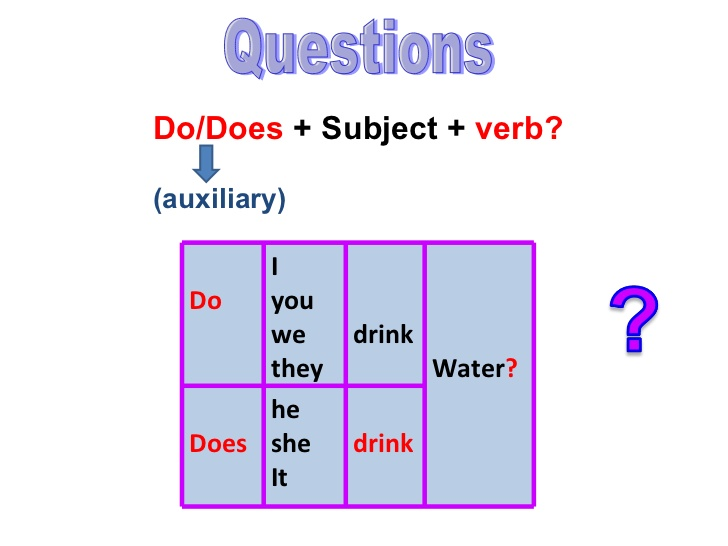 Questions
Do/Does + Subject + verb?
(auxiliary)
Do
I
you
we
they
drink
Water?
Does
he
she
It
drink
?